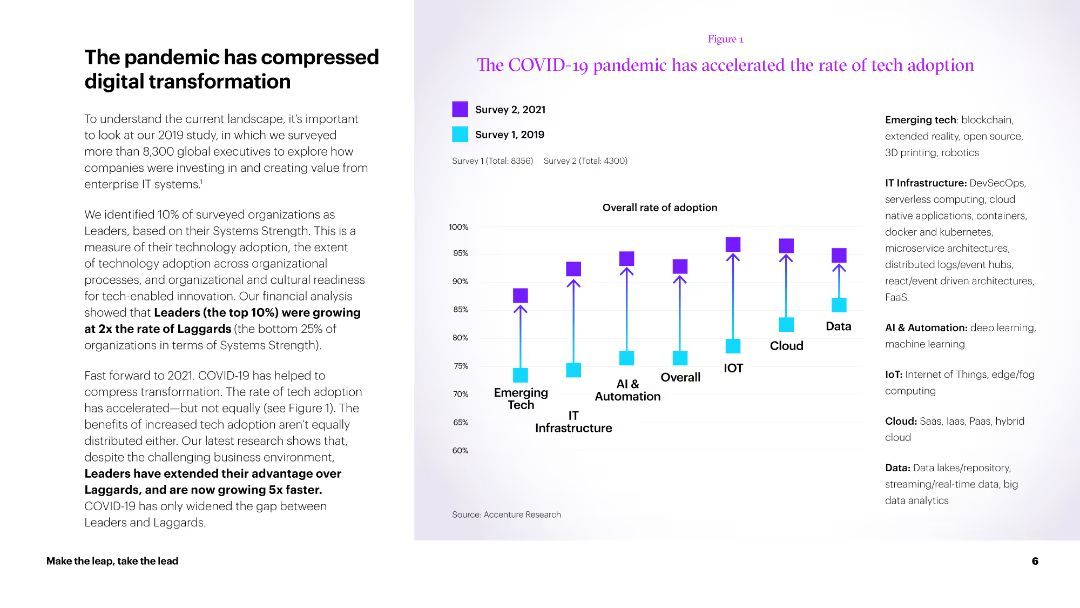 The pandemic has compressed
digital transformation
To understand the current landscape, it's important
to look at our 2019 study, in which we surveyed
more than 8,300 global executives to explore how
companies were investing in and creating value from
enterprise IT systems.¹
We identified 10% of surveyed organizations as
Leaders, based on their Systems Strength. This is a
measure of their technology adoption, the extent
of technology adoption across organizational
processes, and organizational and cultural readiness
for tech-enabled innovation. Our financial analysis
showed that Leaders (the top 10%) were growing
at 2x the rate of Laggards (the bottom 25% of
organizations in terms of Systems Strength).
Fast forward to 2021. COVID-19 has helped to
compress transformation. The rate of tech adoption
has accelerated—but not equally (see Figure 1). The
benefits of increased tech adoption aren't equally
distributed either. Our latest research shows that,
despite the challenging business environment,
Leaders have extended their advantage over
Laggards, and are now growing 5x faster.
COVID-19 has only widened the gap between
Leaders and Laggards.
Figure 1
The COVID-19 pandemic has accelerated the rate of tech adoption
Survey 2, 2021
Survey 1, 2019
Survey 1 (Total: 8356) Survey 2 (Total: 4300)
Overall rate of adoption
100%
95%
90%
85%
80%
75%
70%
65%
60%
Emerging
Tech
IT
Infrastructure
AI &
Automation
Overall
IOT
Cloud
Data
Source: Accenture Research
Emerging tech: blockchain,
extended reality, open source,
3D printing, robotics
IT Infrastructure: DevSecOps,
serverless computing, cloud
native applications, containers,
docker and kubernetes,
microservice architectures,
distributed logs/event hubs,
react/event driven architectures,
FaaS.
AI & Automation: deep learning,
machine learning
IoT: Internet of Things, edge/fog
computing
Cloud: Saas, Iaas, Paas, hybrid
cloud
Data: Data lakes/repository,
streaming/real-time data, big
data analytics
Make the leap, take the lead
6